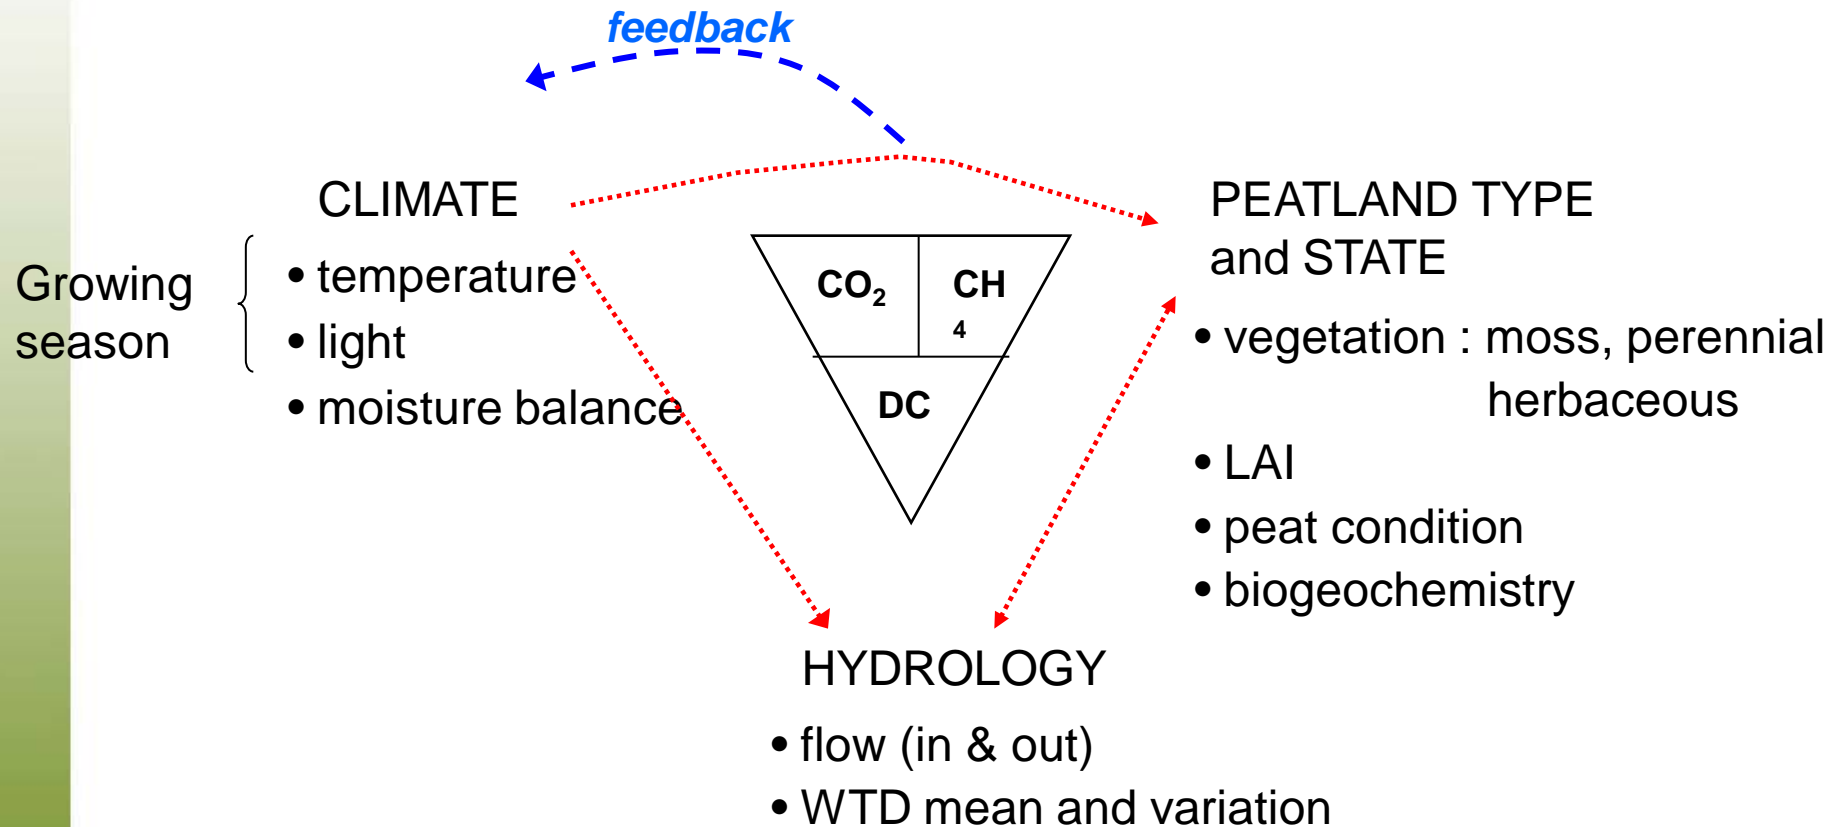 feedback
CLIMATE
Growing
season
• temperature
• light
• moisture balance
CO₂
CH
4
DC
PEATLAND TYPE
and STATE
• vegetation : moss, perennial
herbaceous
• LAI
• peat condition
• biogeochemistry
HYDROLOGY
• flow (in & out)
• WTD mean and variation